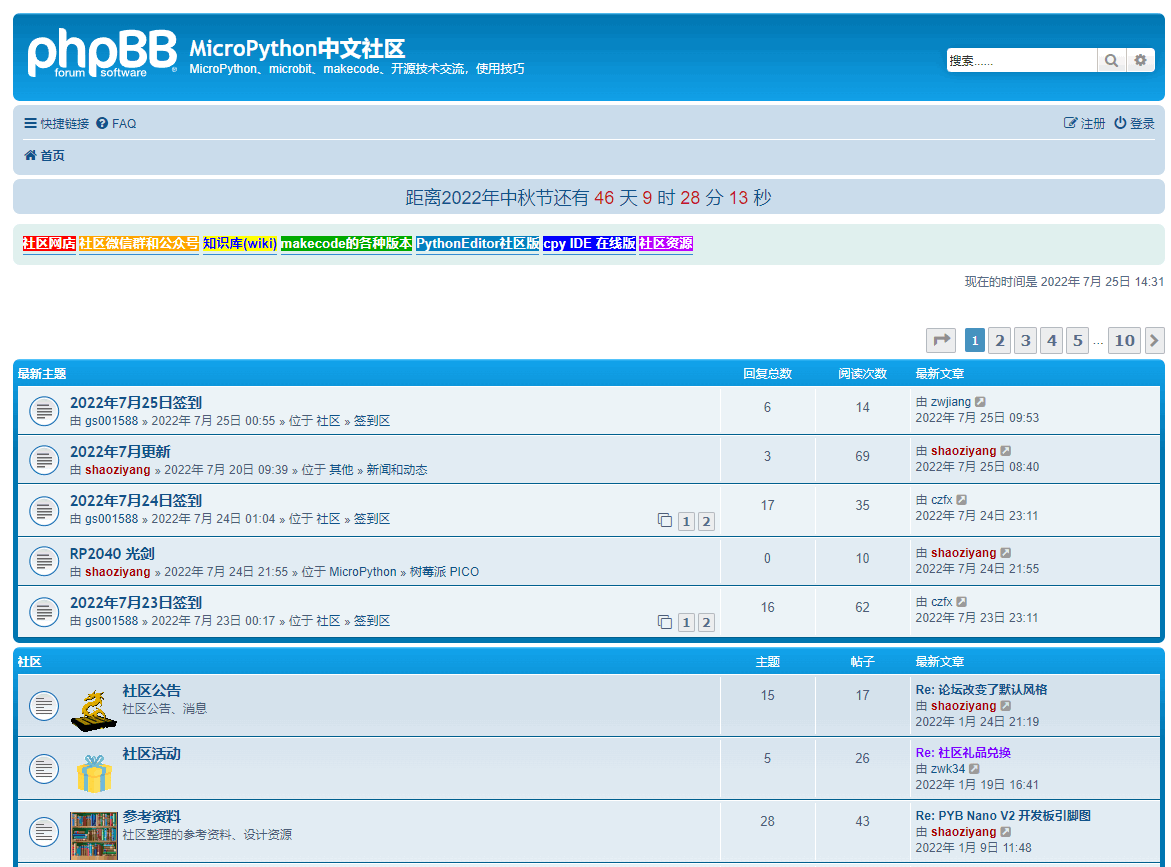 phpBB
forum software
MicroPython中文社区
MicroPython、microbit、makecode、开源技术交流，使用技巧
搜索......
快捷链接 FAQ 注册 登录
首页
距离2022年中秋节还有 46 天 9 时 28 分 13 秒
社区网店 社区微信群和公众号 知识库(wiki) makecode的各种版本 PythonEditor社区版 cpy IDE 在线版 社区资源
现在的时间是 2022年 7月 25日 14:31
1 2 3 4 5 ... 10
最新主题 回复总数 阅读次数 最新文章
2022年7月25日签到 6 14 由 zwjiang
由 gs001588 » 2022年 7月 25日 00:55 » 位于 社区 » 签到区 2022年 7月 25日 09:53
2022年7月更新 3 69 由 shaoziyang
由 shaoziyang » 2022年 7月 20日 09:39 » 位于 其他 » 新闻和动态 2022年 7月 25日 08:40
2022年7月24日签到 17 35 由 czfx
由 gs001588 » 2022年 7月 24日 01:04 » 位于 社区 » 签到区 1 2 2022年 7月 24日 23:11
RP2040 光剑 0 10 由 shaoziyang
由 shaoziyang » 2022年 7月 24日 21:55 » 位于 MicroPython » 树莓派 PICO 2022年 7月 24日 21:55
2022年7月23日签到 16 62 由 czfx
由 gs001588 » 2022年 7月 23日 00:17 » 位于 社区 » 签到区 1 2 2022年 7月 23日 23:11
社区 主题 帖子 最新文章
社区公告 15 17 Re: 论坛改变了默认风格
社区公告、消息 由 shaoziyang
2022年 1月 24日 21:19
社区活动 5 26 Re: 社区礼品兑换
由 zwk34
2022年 1月 19日 16:41
参考资料 28 43 Re: PYB Nano V2 开发板引脚图
社区整理的参考资料、设计资源 由 shaoziyang
2022年 1月 9日 11:48